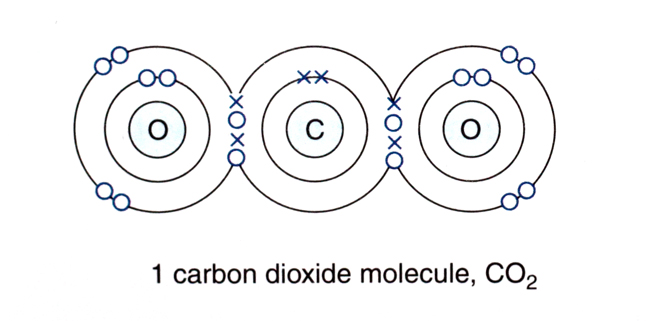 O C O
1 carbon dioxide molecule, CO₂